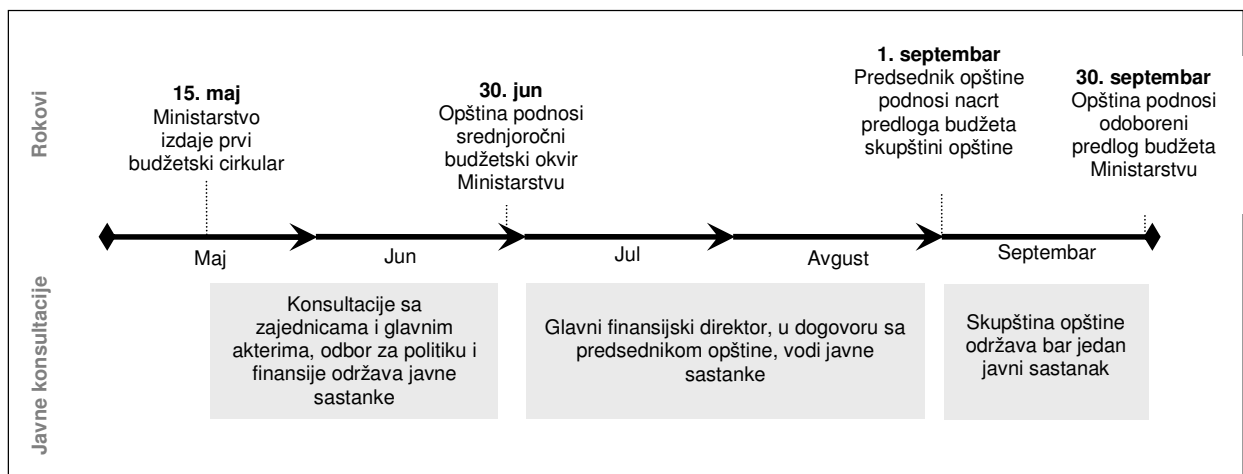 Rokovi
15. maj
Ministarstvo
izdaje prvi
budžetski cirkular
30. jun
Opština podnosi
srednjoročni
budžetski okvir
Ministarstvu
1. septembar
Predsednik opštine
podnosi nacrt
predloga budžeta
skupštini opštine
30. septembar
Opština podnosi
odoboreni
predlog budžeta
Ministarstvu
Maj
Jun
Jul
Avgust
Septembar
Javne konsultacije
Konsultacije sa
zajednicama i glavnim
akterima, odbor za politiku i
finansije održava javne
sastanke
Glavni finansijski direktor, u dogovoru sa
predsednikom opštine, vodi javne
sastanke
Skupština opštine
održava bar jedan
javni sastanak